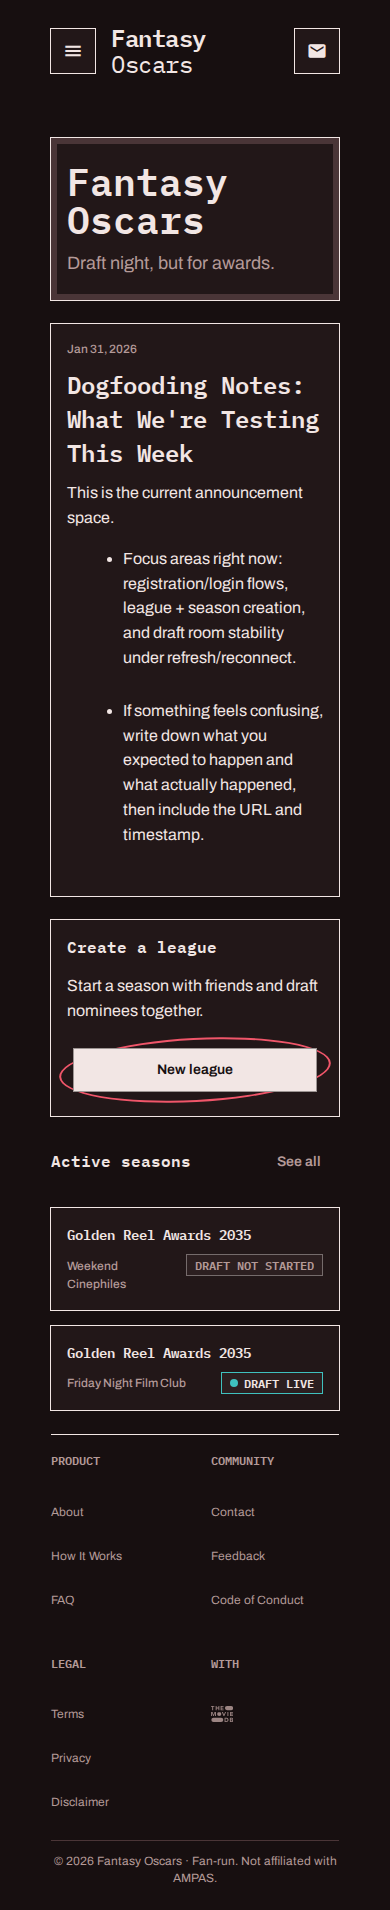 Fantasy
Oscars
Fantasy
Oscars
Draft night, but for awards.
Jan 31, 2026
Dogfooding Notes:
What We're Testing
This Week
This is the current announcement
space.
• Focus areas right now:
registration/login flows,
league + season creation,
and draft room stability
under refresh/reconnect.
• If something feels confusing,
write down what you
expected to happen and
what actually happened,
then include the URL and
timestamp.
Create a league
Start a season with friends and draft
nominees together.
New league
Active seasons
See all
Golden Reel Awards 2035
Weekend
Cinephiles
DRAFT NOT STARTED
Golden Reel Awards 2035
Friday Night Film Club
DRAFT LIVE
PRODUCT
About
How It Works
FAQ
COMMUNITY
Contact
Feedback
Code of Conduct
LEGAL
Terms
Privacy
Disclaimer
WITH
THE
MOVIE
DB
© 2026 Fantasy Oscars · Fan-run. Not affiliated with
AMPAS.